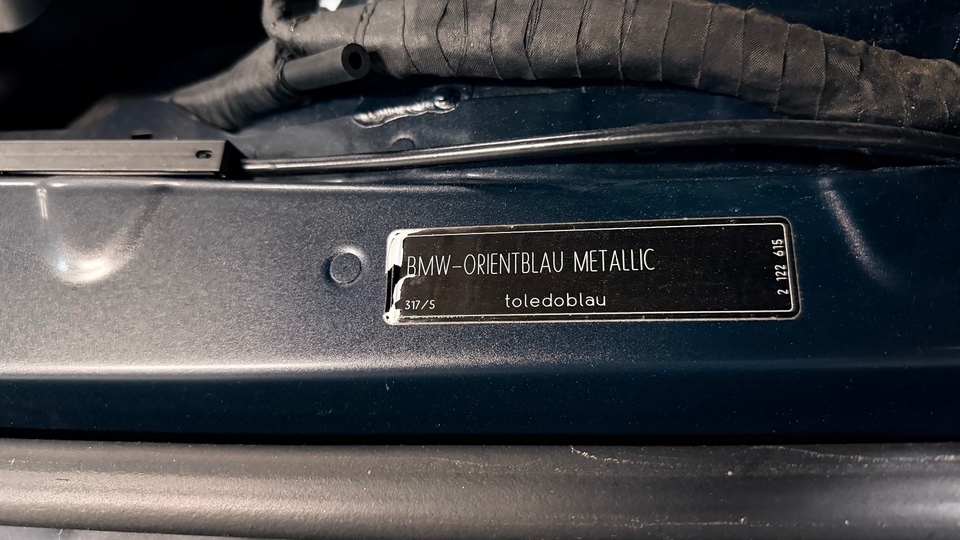 BMW-ORIENTBLAU METALLIC
317/5 toledoblau
2 122 615